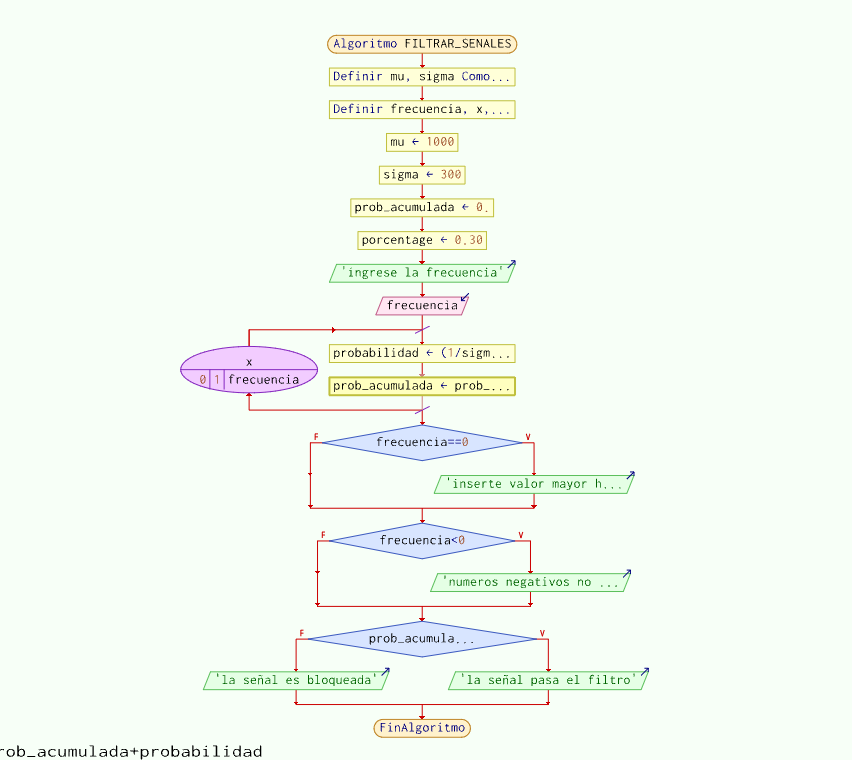 Algoritmo FILTRAR_SENALES
Definir mu, sigma Como...
Definir frecuencia, x,...
mu ← 1000
sigma ← 300
prob_acumulada ← 0.
porcentage ← 0.30
'ingrese la frecuencia'
frecuencia
x
0 1 frecuencia
probabilidad ← (1/sigm...
prob_acumulada ← prob_...
frecuencia==0
F
V
'inserte valor mayor h...
frecuencia<0
F
V
'numeros negativos no ...
prob_acumula...
F
V
'la señal es bloqueada'
'la señal pasa el filtro'
FinAlgoritmo
rob_acumulada+probabilidad